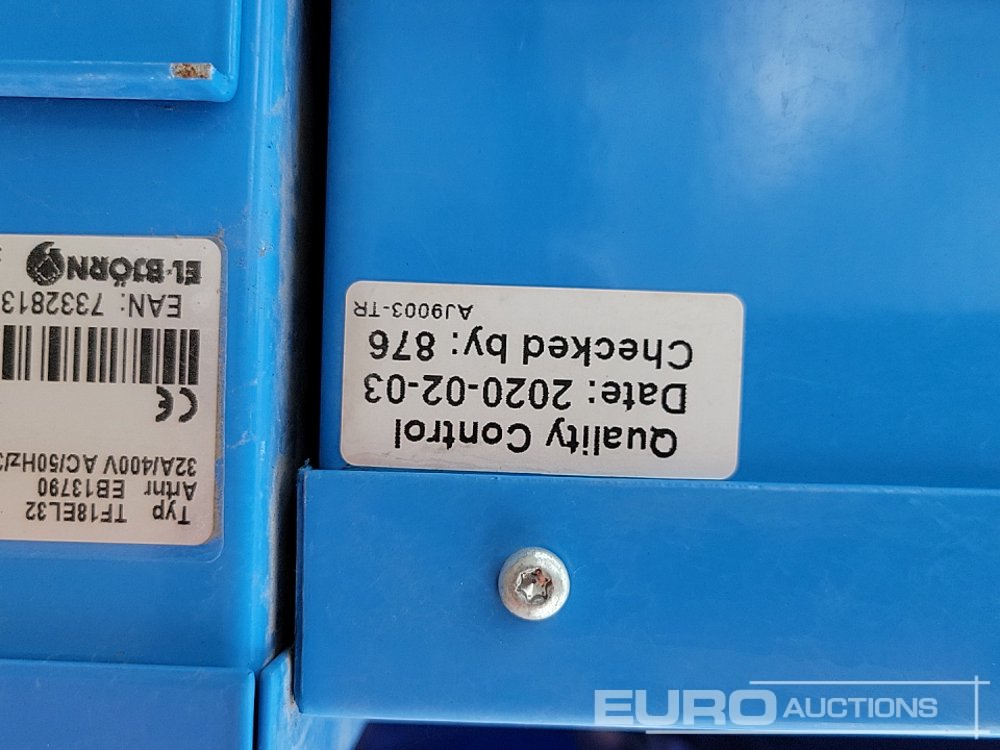 Quality Control
Date: 2020-02-03
Checked by: 876
AJ9003-TR
Typ TF18EL32
Artnr EB13790
32A/400V AC/50Hz/3
CE
EAN: 7332813
EL-BJÖRN
EURO AUCTIONS